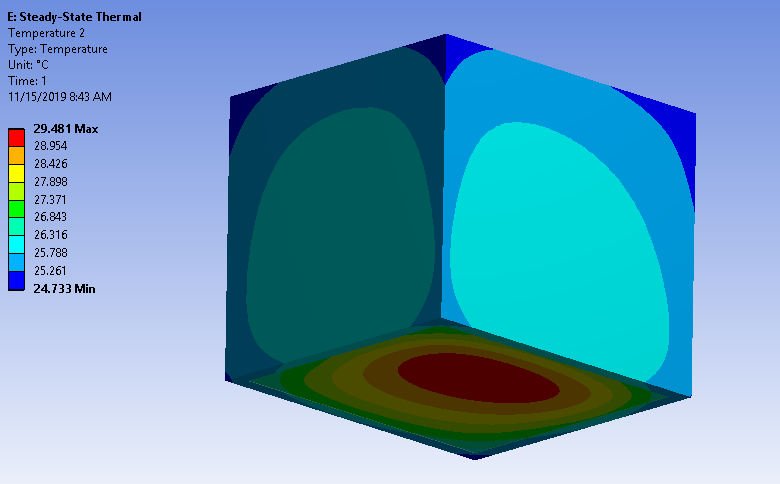 E: Steady-State Thermal
Temperature 2
Type: Temperature
Unit: °C
Time: 1
11/15/2019 8:43 AM
29.481 Max
28.954
28.426
27.898
27.371
26.843
26.316
25.788
25.261
24.733 Min